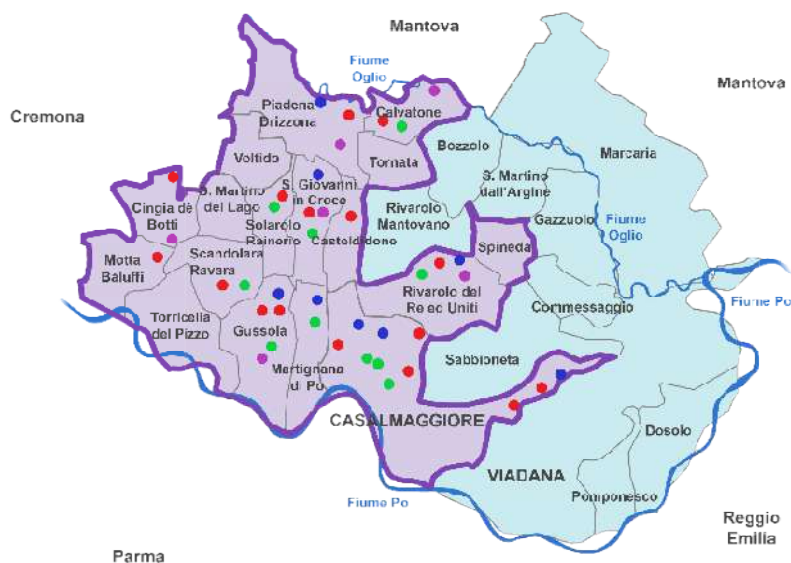 Mantova
Fiume
Oglio
Mantova
Cremona
Piadena
Drizzona
Calvatone
Bozzolo
Marcaria
Voltido
Tornata
S. Martino
dall'Argine
S. Martino
del Lago
S. Giovanni
in Croce
Rivarolo
Mantovano
Cingia de
Botti
Gazzuolo
Solarolo
Rainerio
Casteldidone
Fiume
Oglio
Spineda
Motta
Baluffi
Scandolara
Ravara
Rivarolo del
Re ed Uniti
Fiume Po
Commessaggio
Torricella
del Pizzo
Gussola
Sabbioneta
Martignana
di Po
CASALMAGGIORE
Dosolo
VIADANA
Pomponesco
Fiume Po
Reggio
Emilia
Parma